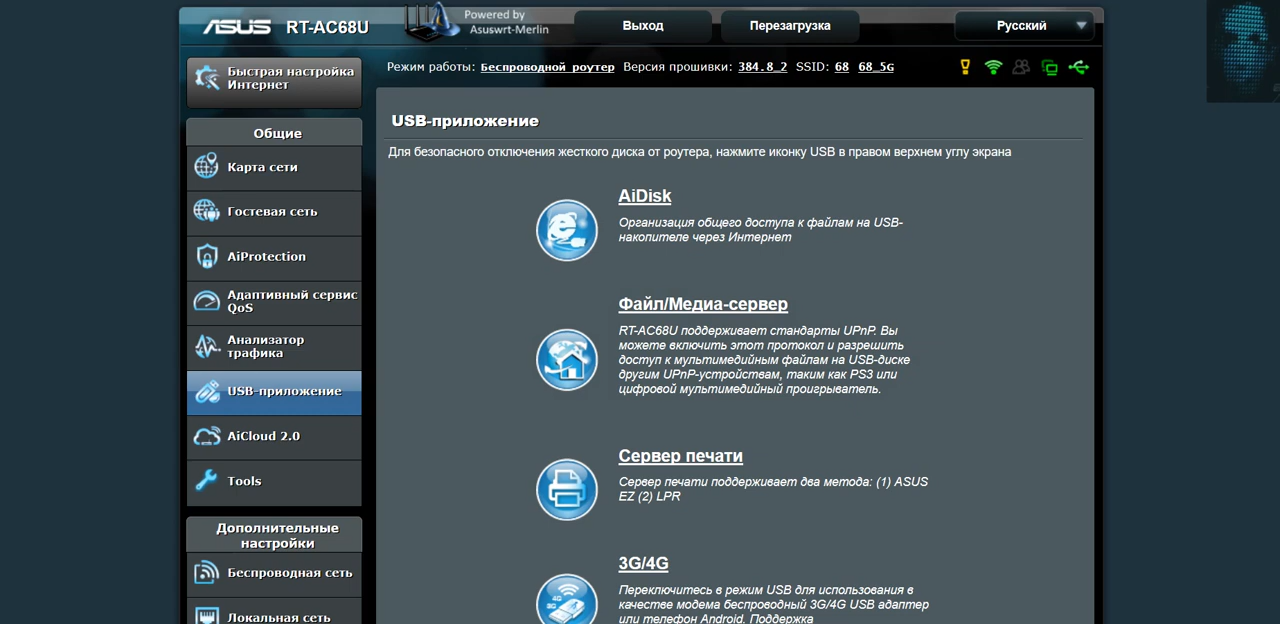 ASUS RT-AC68U
Powered by
Asuswrt-Merlin
Выход
Перезагрузка
Русский
Быстрая настройка
Интернет
Режим работы: Беспроводной роутер Версия прошивки: 384.8_2 SSID: 68 68_5G
Общие
Карта сети
Гостевая сеть
AiProtection
Адаптивный сервис
QoS
Анализатор
трафика
USB-приложение
AiCloud 2.0
Tools
Дополнительные
настройки
Беспроводная сеть
Локальная сеть
USB-приложение
Для безопасного отключения жесткого диска от роутера, нажмите иконку USB в правом верхнем углу экрана
AiDisk
Организация общего доступа к файлам на USB-
накопителе через Интернет
Файл/Медиа-сервер
RT-AC68U поддерживает стандарты UPnP. Вы
можете включить этот протокол и разрешить
доступ к мультимедийным файлам на USB-диске
другим UPnP-устройствам, таким как PS3 или
цифровой мультимедийный проигрыватель.
Сервер печати
Сервер печати поддерживает два метода: (1) ASUS
EZ (2) LPR
3G/4G
4G
3G
Переключитесь в режим USB для использования в
качестве модема беспроводный 3G/4G USB адаптер
или телефон Android. Поддержка